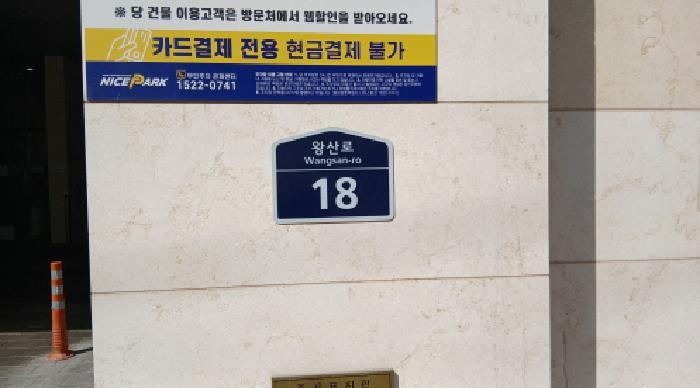 ※ 당 건물 이용고객은 방문처에서 웹할인을 받아오세요.
카드결제 전용 현금결제 불가
NICEPARK
1522-0741
왕산로
Wangsan-ro
18